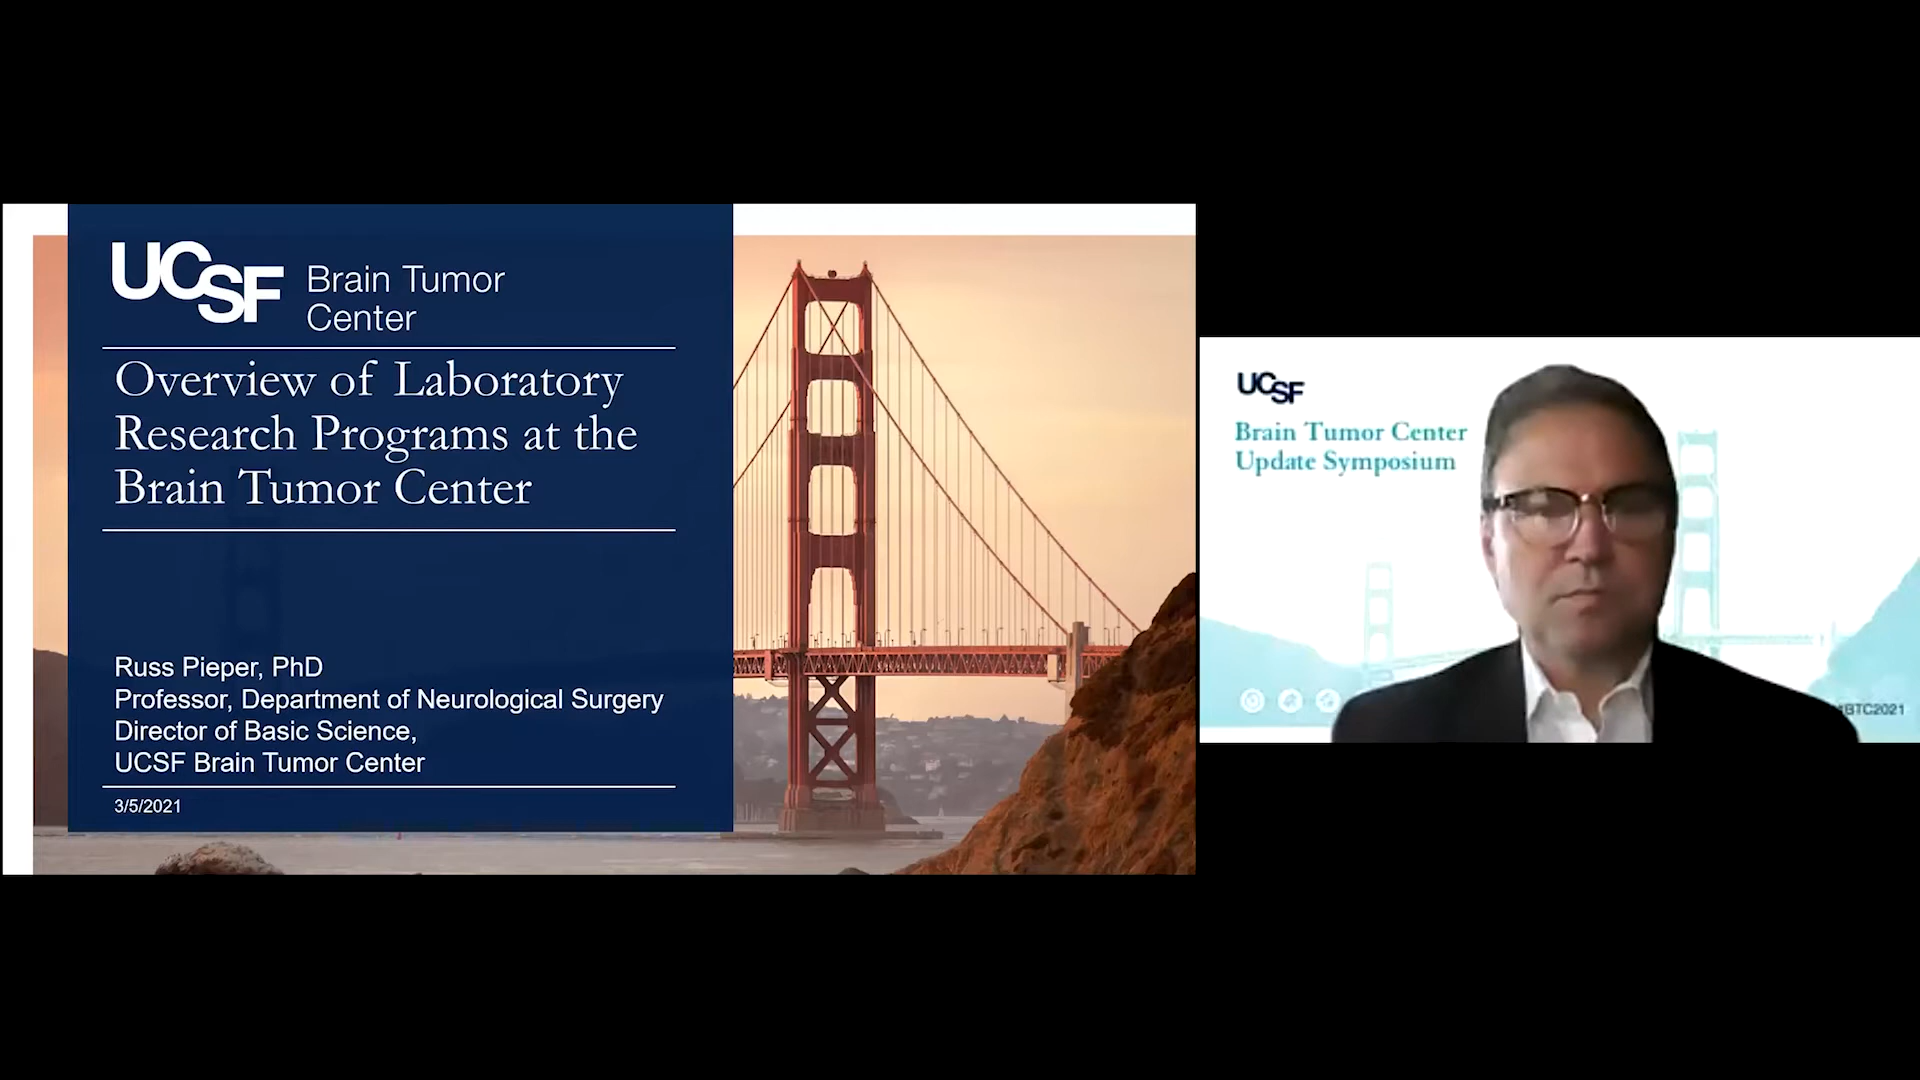 UCSF Brain Tumor
Center
Overview of Laboratory
Research Programs at the
Brain Tumor Center
Russ Pieper, PhD
Professor, Department of Neurological Surgery
Director of Basic Science,
UCSF Brain Tumor Center
3/5/2021
UCSF
Brain Tumor Center
Update Symposium
BTC2021